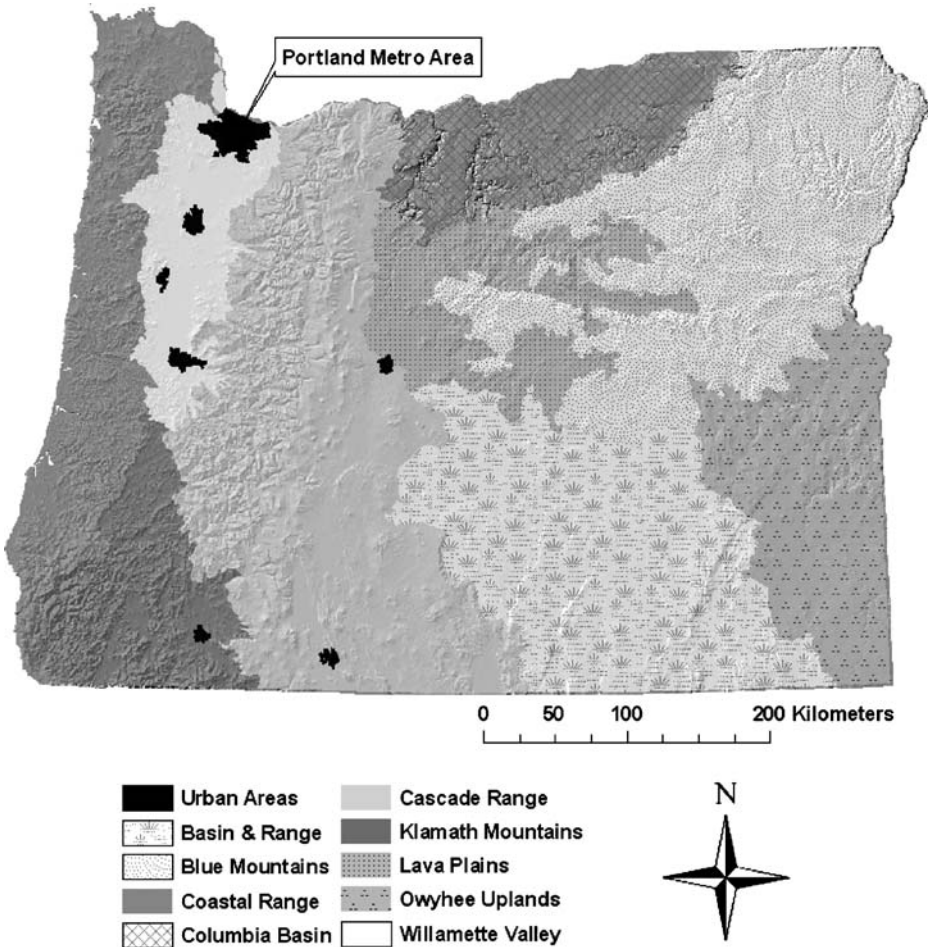 Portland Metro Area
0 50 100 200 Kilometers
Urban Areas
Basin & Range
Blue Mountains
Coastal Range
Columbia Basin
Cascade Range
Klamath Mountains
Lava Plains
Owyhee Uplands
Willamette Valley
N